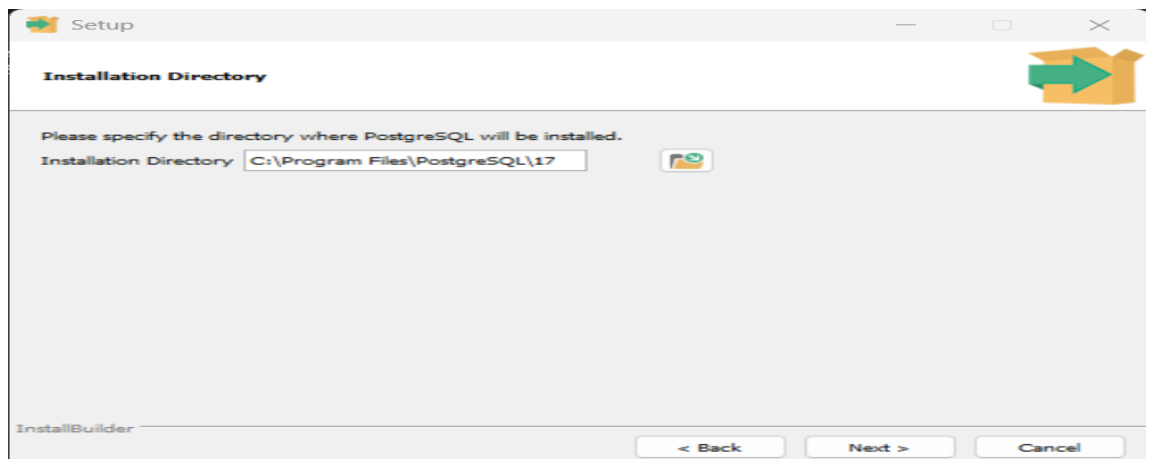 Setup
Installation Directory
Please specify the directory where PostgreSQL will be installed.
Installation Directory C:\Program Files\PostgreSQL\17
InstallBuilder
< Back Next > Cancel